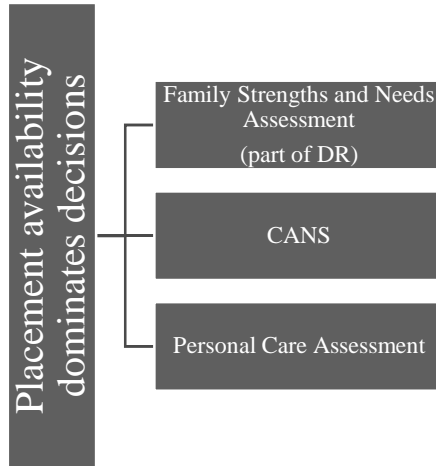 Placement availability
dominates decisions
Family Strengths and Needs
Assessment
(part of DR)
CANS
Personal Care Assessment